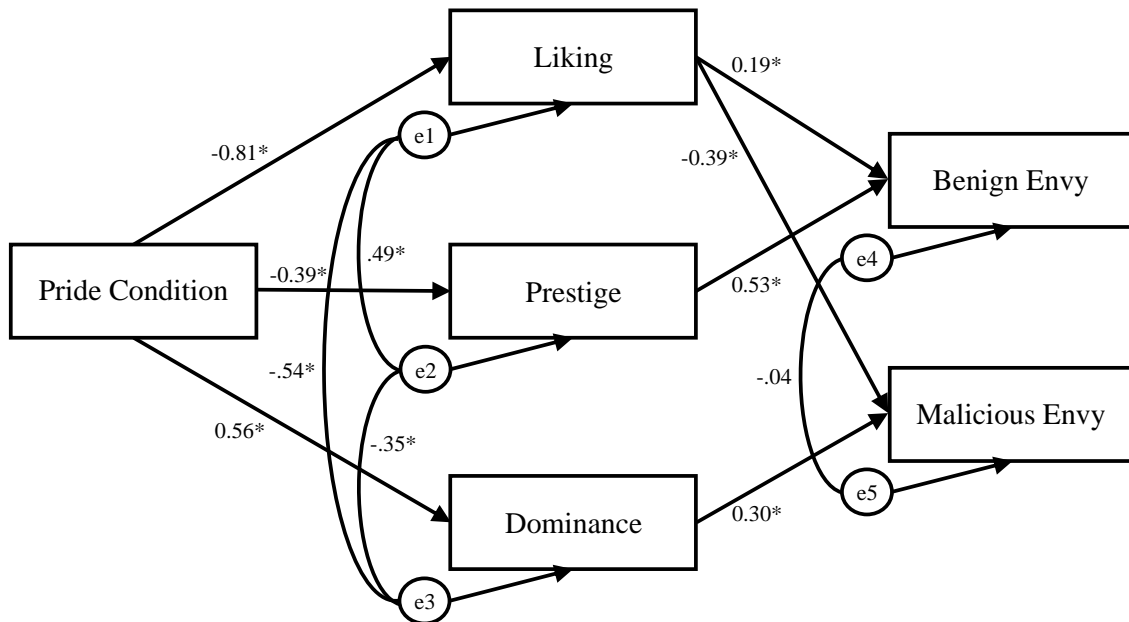 Liking
0.19*
e1
-0.81*
-0.39*
Benign Envy
.49*
e4
Pride Condition
-0.39*
Prestige
0.53*
-.54*
e2
-.04
Malicious Envy
0.56*
-.35*
e5
Dominance
0.30*
e3